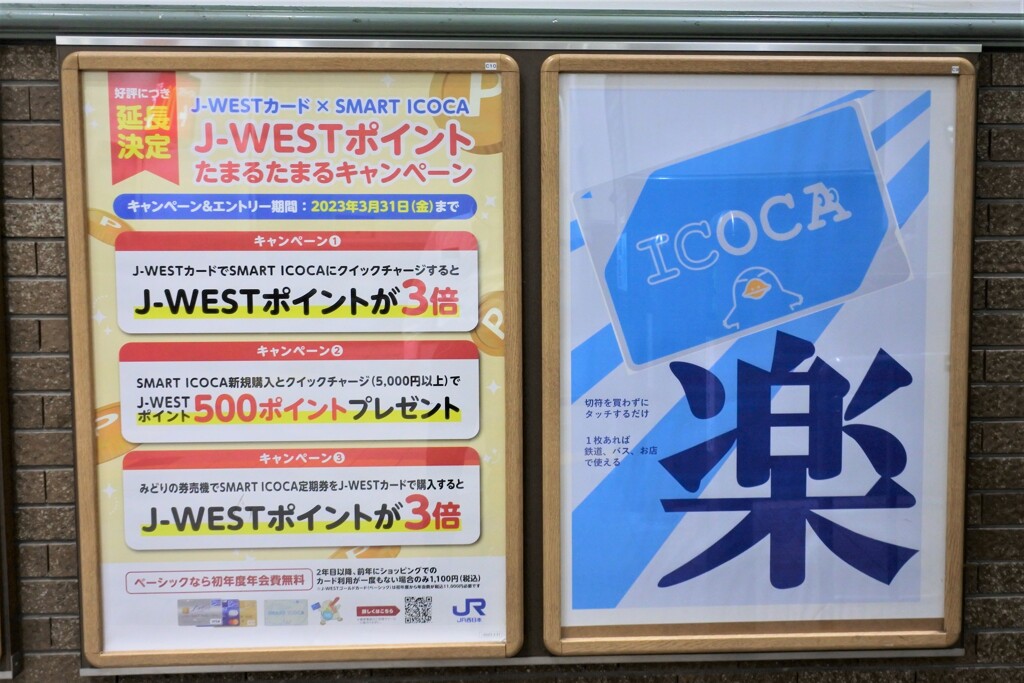 好評につき
延長
決定
J-WESTカード × SMART ICOCA
J-WESTポイント
たまるたまるキャンペーン
キャンペーン&エントリー期間：2023年3月31日(金)まで
キャンペーン①
J-WESTカードでSMART ICOCAにクイックチャージすると
J-WESTポイントが3倍
キャンペーン②
SMART ICOCA新規購入とクイックチャージ(5,000円以上)で
J-WEST
ポイント500ポイントプレゼント
キャンペーン③
みどりの券売機でSMART ICOCA定期券をJ-WESTカードで購入すると
J-WESTポイントが3倍
ベーシックなら初年度年会費無料
2年目以降、前年にショッピングでの
カード利用が一度もない場合のみ1,100円(税込)
詳しくはこちら
JR
JR西日本
ICOCA
楽
切符を買わずに
タッチするだけ
1枚あれば
鉄道、バス、お店
で使える